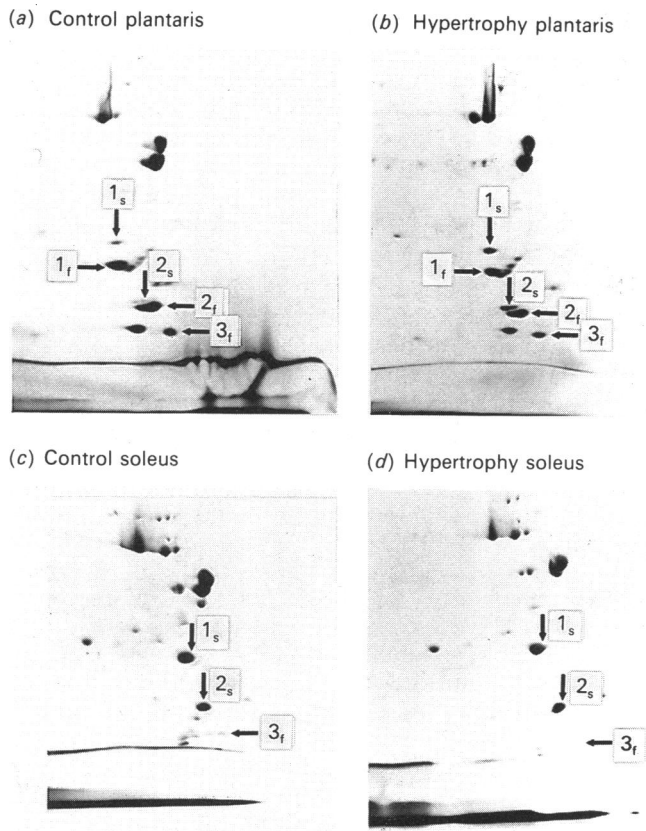 (a) Control plantaris
1s
1f
2s
2f
3f
(b) Hypertrophy plantaris
1s
1f
2s
2f
3f
(c) Control soleus
1s
2s
3f
(d) Hypertrophy soleus
1s
2s
3f